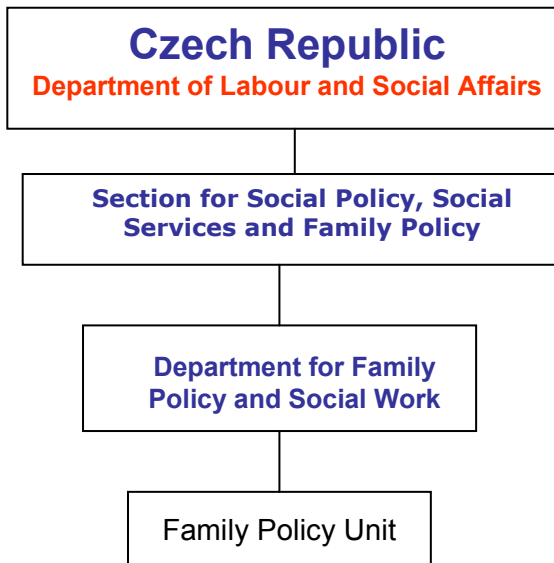 Czech Republic
Department of Labour and Social Affairs
Section for Social Policy, Social
Services and Family Policy
Department for Family
Policy and Social Work
Family Policy Unit